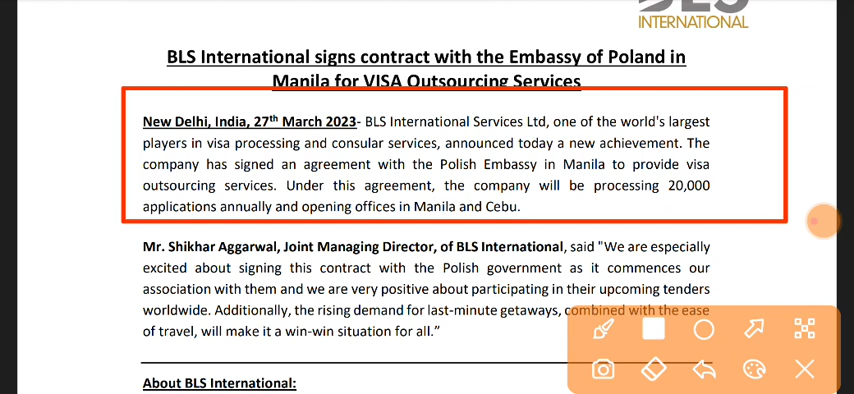 BLS
INTERNATIONAL
BLS International signs contract with the Embassy of Poland in
Manila for VISA Outsourcing Services
New Delhi, India, 27th March 2023- BLS International Services Ltd, one of the world's largest
players in visa processing and consular services, announced today a new achievement. The
company has signed an agreement with the Polish Embassy in Manila to provide visa
outsourcing services. Under this agreement, the company will be processing 20,000
applications annually and opening offices in Manila and Cebu.
Mr. Shikhar Aggarwal, Joint Managing Director, of BLS International, said "We are especially
excited about signing this contract with the Polish government as it commences our
association with them and we are very positive about participating in their upcoming tenders
worldwide. Additionally, the rising demand for last-minute getaways, combined with the ease
of travel, will make it a win-win situation for all.”
About BLS International: